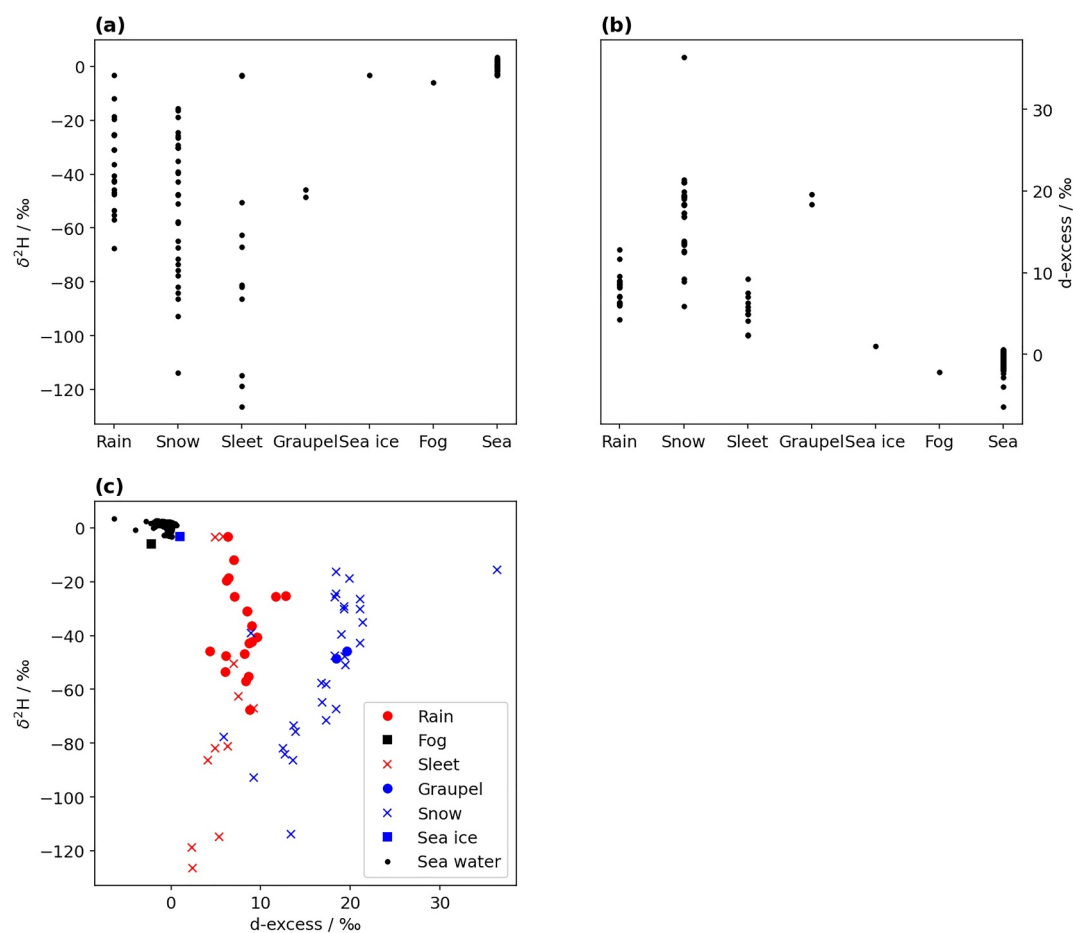 (a)
0
−20
−40
−60
−80
−100
−120
δ²H / ‰
Rain Snow Sleet Graupel Sea ice Fog Sea
(b)
30
20
10
0
d-excess / ‰
Rain Snow Sleet Graupel Sea ice Fog Sea
(c)
0
−20
−40
−60
−80
−100
−120
δ²H / ‰
0 10 20 30
d-excess / ‰
Rain
Fog
Sleet
Graupel
Snow
Sea ice
Sea water